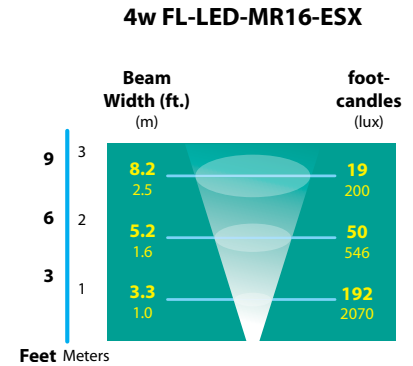 4w FL-LED-MR16-ESX
Beam
Width (ft.)
(m)
foot-
candles
(lux)
9
3
8.2
2.5
19
200
6
2
5.2
1.6
50
546
3
1
3.3
1.0
192
2070
Feet Meters